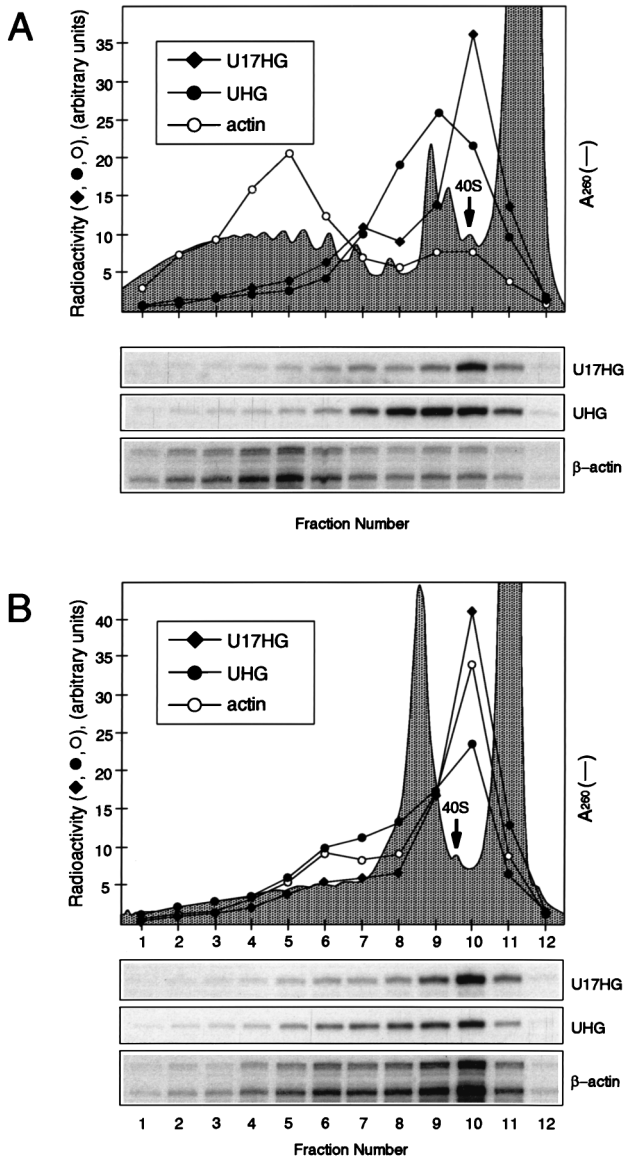 A
Radioactivity (◆, ●, ○), (arbitrary units)
35
30
25
20
15
10
5
U17HG
UHG
actin
40S
A260 (—)
U17HG
UHG
β–actin
Fraction Number
B
Radioactivity (◆, ●, ○), (arbitrary units)
40
35
30
25
20
15
10
5
U17HG
UHG
actin
40S
A260 (—)
1 2 3 4 5 6 7 8 9 10 11 12
U17HG
UHG
β–actin
1 2 3 4 5 6 7 8 9 10 11 12
Fraction Number